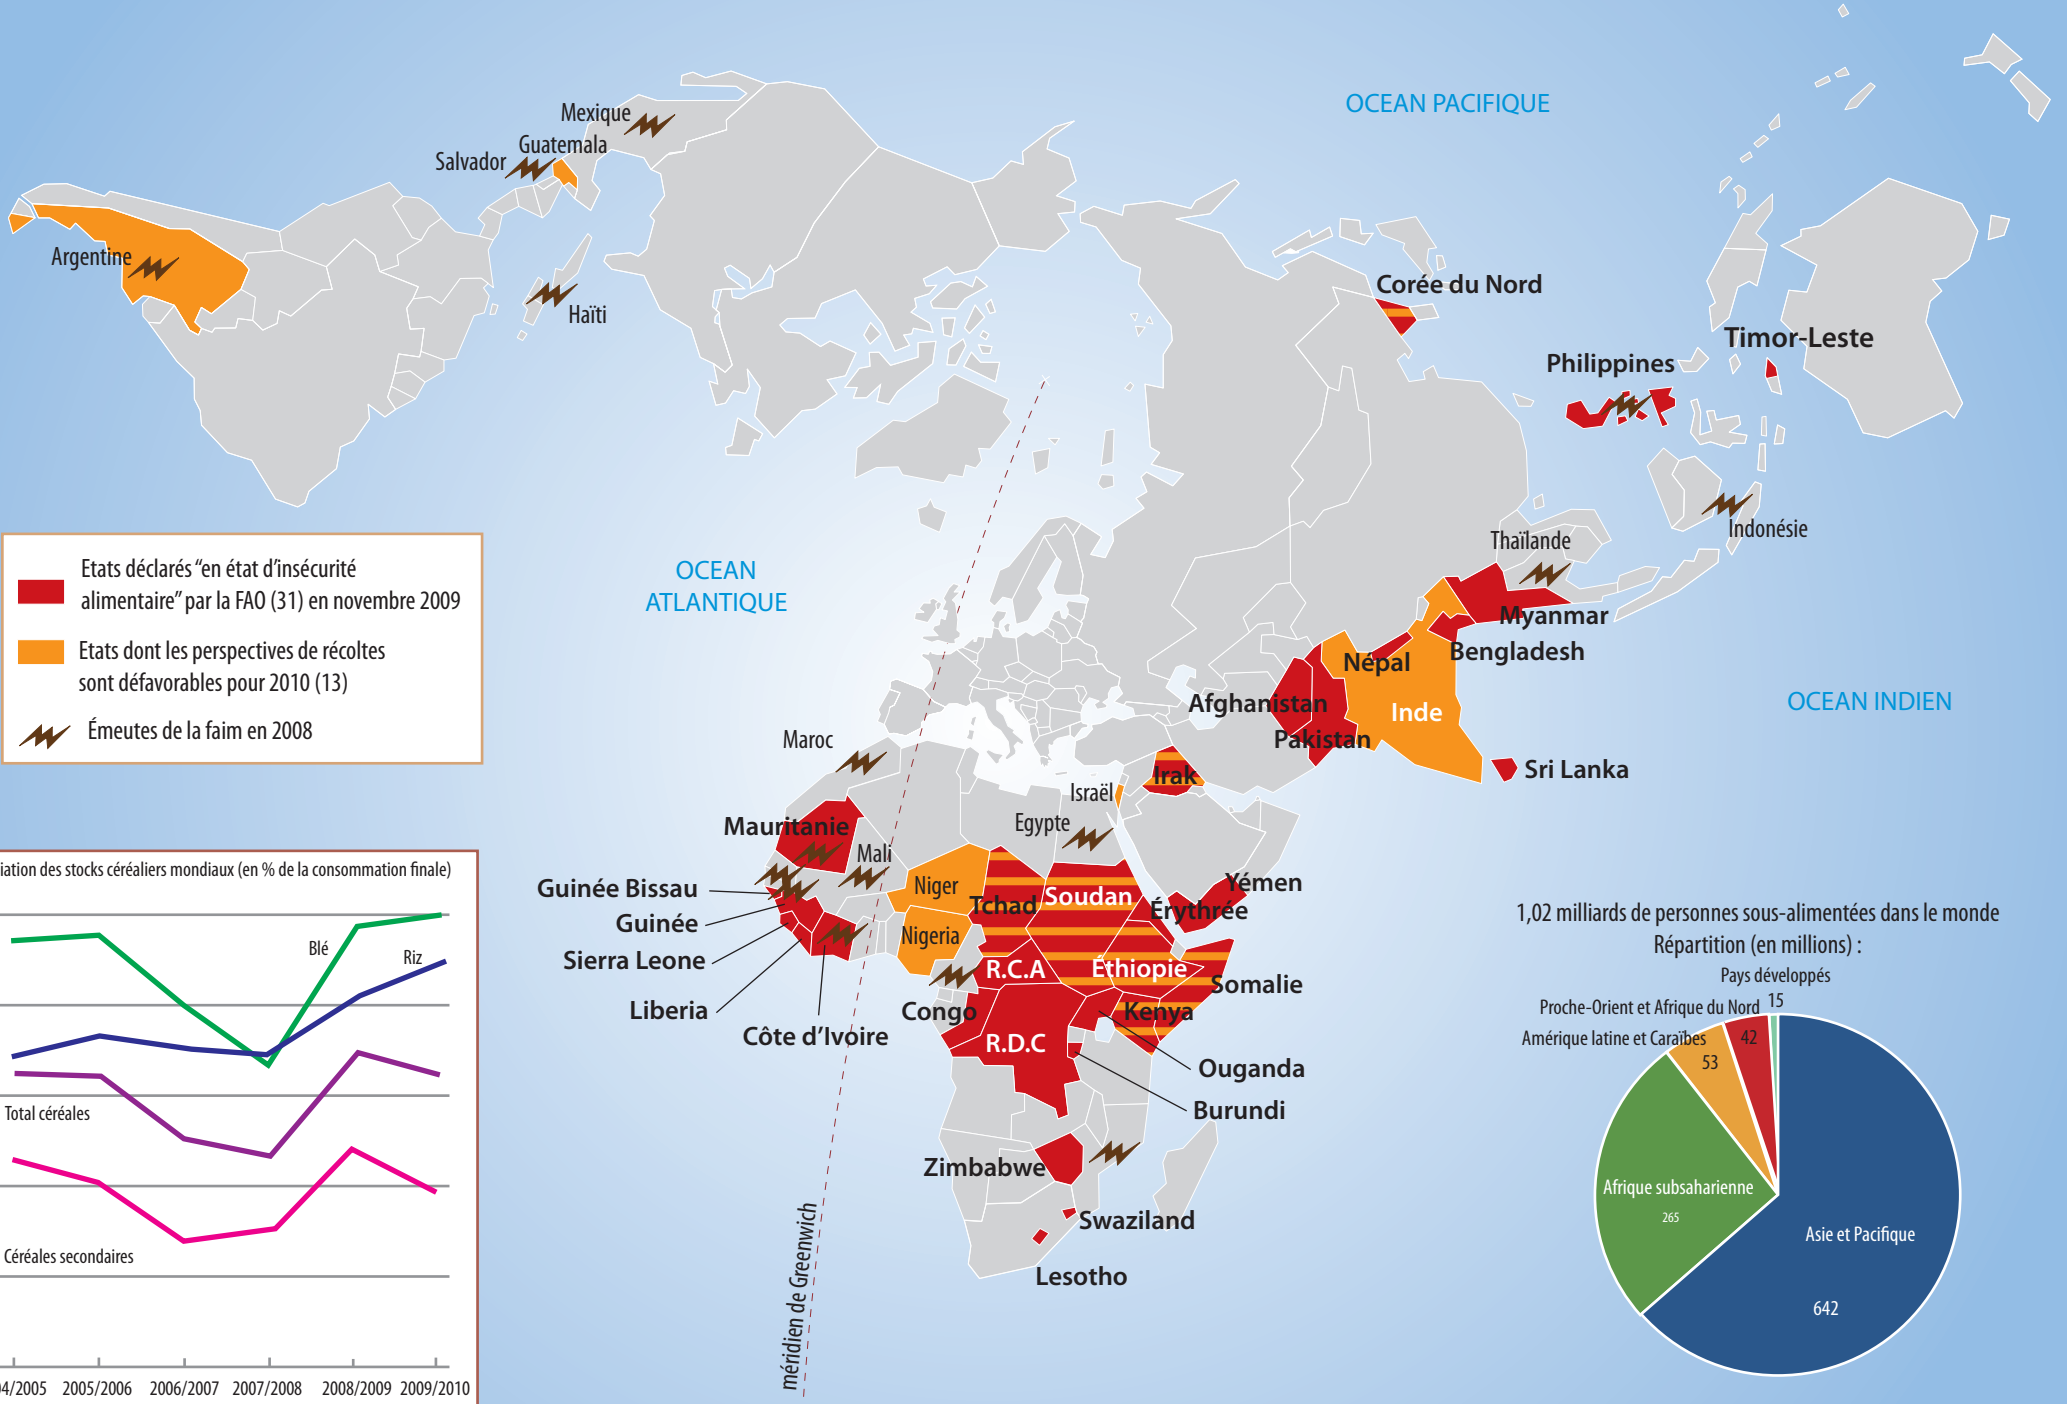 OCEAN PACIFIQUE
Mexique
Guatemala
Salvador
Argentine
Haïti
Corée du Nord
Timor-Leste
Philippines
Indonésie
Thaïlande
OCEAN
ATLANTIQUE
Myanmar
Bengladesh
Népal
Inde
Afghanistan
Pakistan
Sri Lanka
OCEAN INDIEN
Etats déclarés “en état d’insécurité
alimentaire” par la FAO (31) en novembre 2009
Etats dont les perspectives de récoltes
sont défavorables pour 2010 (13)
Émeutes de la faim en 2008
Maroc
Irak
Israël
Egypte
Mauritanie
Mali
Guinée Bissau
Guinée
Sierra Leone
Liberia
Côte d’Ivoire
Niger
Nigeria
Tchad
Soudan
Yémen
Érythrée
R.C.A
Éthiopie
Somalie
Congo
Kenya
R.D.C
Ouganda
Burundi
Zimbabwe
Swaziland
Lesotho
méridien de Greenwich
iation des stocks céréaliers mondiaux (en % de la consommation finale)
Blé
Riz
Total céréales
Céréales secondaires
04/2005 2005/2006 2006/2007 2007/2008 2008/2009 2009/2010
1,02 milliards de personnes sous-alimentées dans le monde
Répartition (en millions) :
Pays développés
15
Proche-Orient et Afrique du Nord
42
Amérique latine et Caraïbes
53
Afrique subsaharienne
265
Asie et Pacifique
642